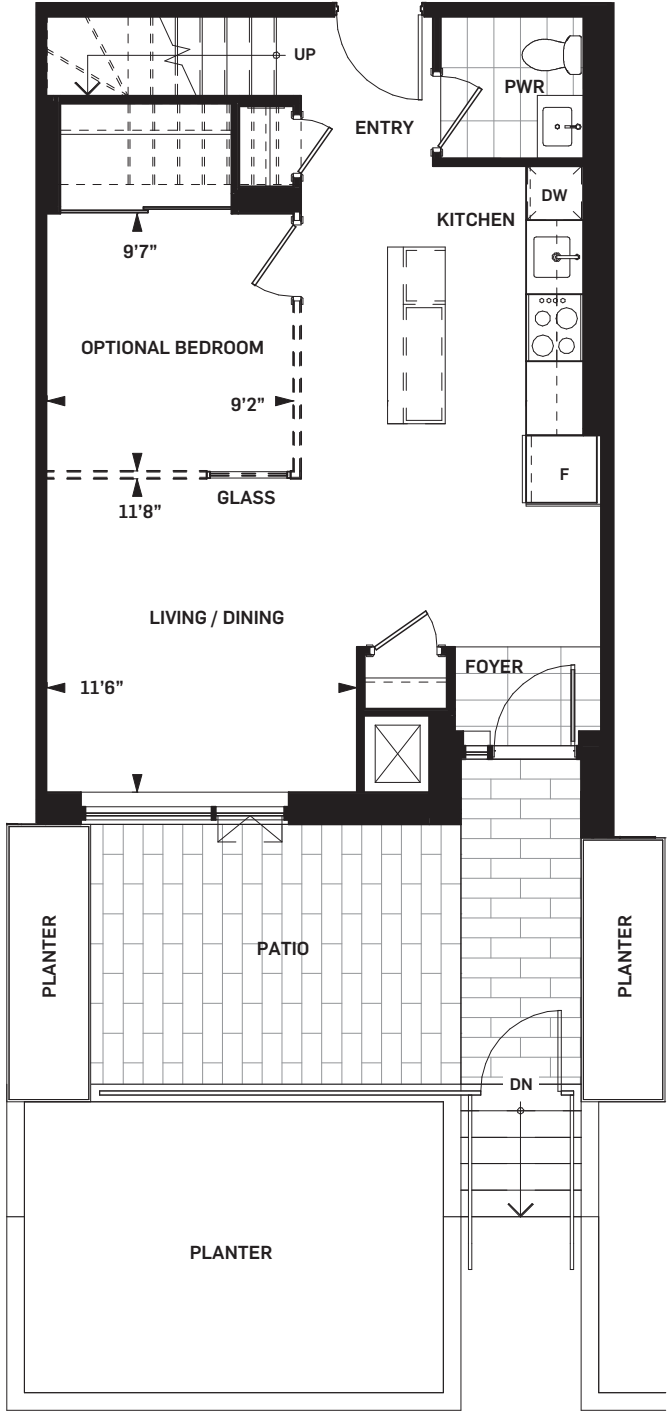 UP
PWR
ENTRY
DW
KITCHEN
9'7"
OPTIONAL BEDROOM
9'2"
F
GLASS
11'8"
LIVING / DINING
FOYER
11'6"
PLANTER
PATIO
PLANTER
DN
PLANTER